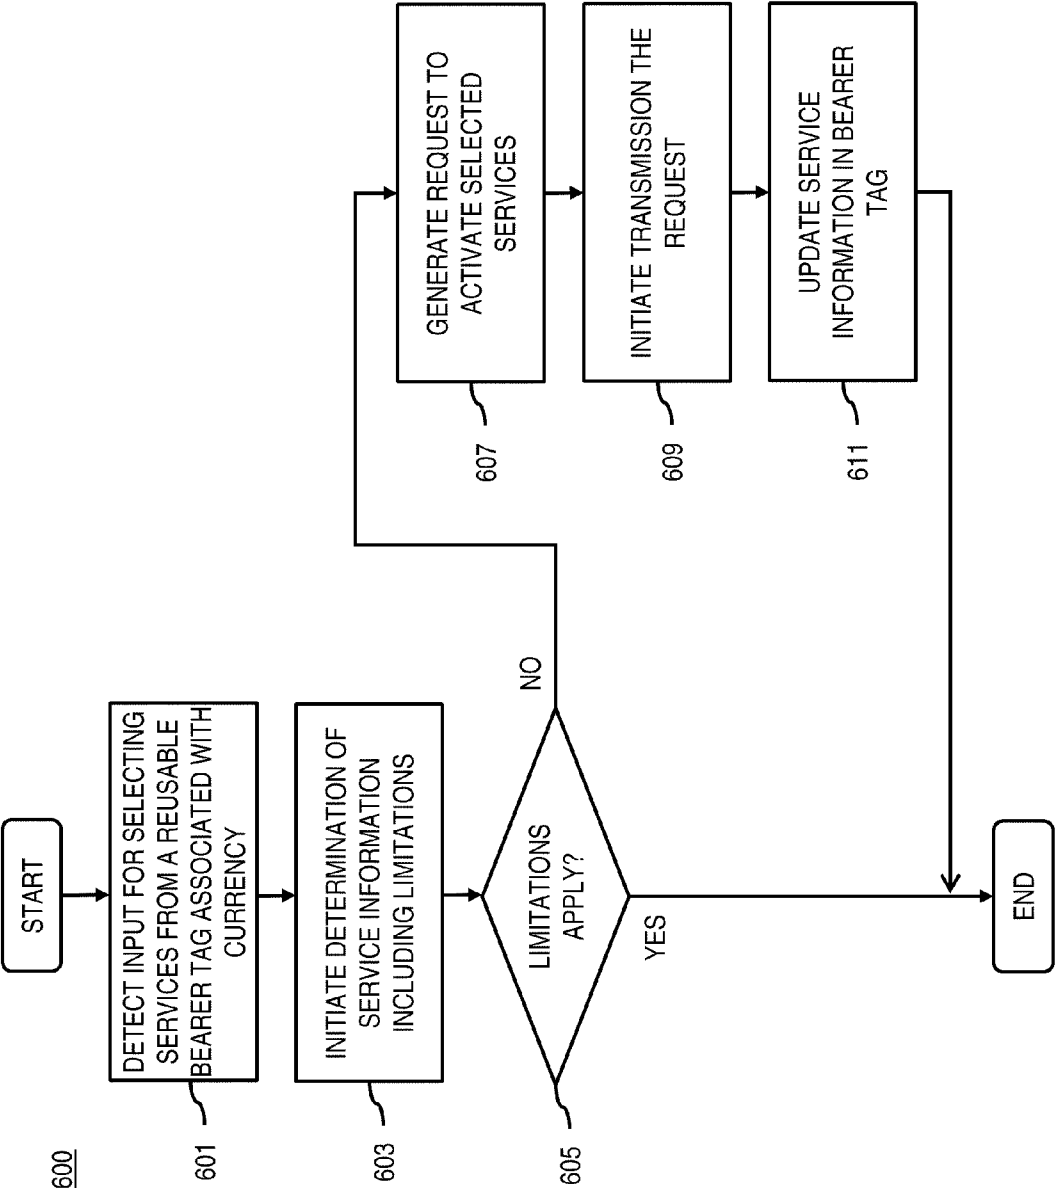 600
START
DETECT INPUT FOR SELECTING
SERVICES FROM A REUSABLE
BEARER TAG ASSOCIATED WITH
CURRENCY
601
INITIATE DETERMINATION OF
SERVICE INFORMATION
INCLUDING LIMITATIONS
603
LIMITATIONS
APPLY?
605
NO
YES
GENERATE REQUEST TO
ACTIVATE SELECTED
SERVICES
607
INITIATE TRANSMISSION THE
REQUEST
609
UPDATE SERVICE
INFORMATION IN BEARER
TAG
611
END